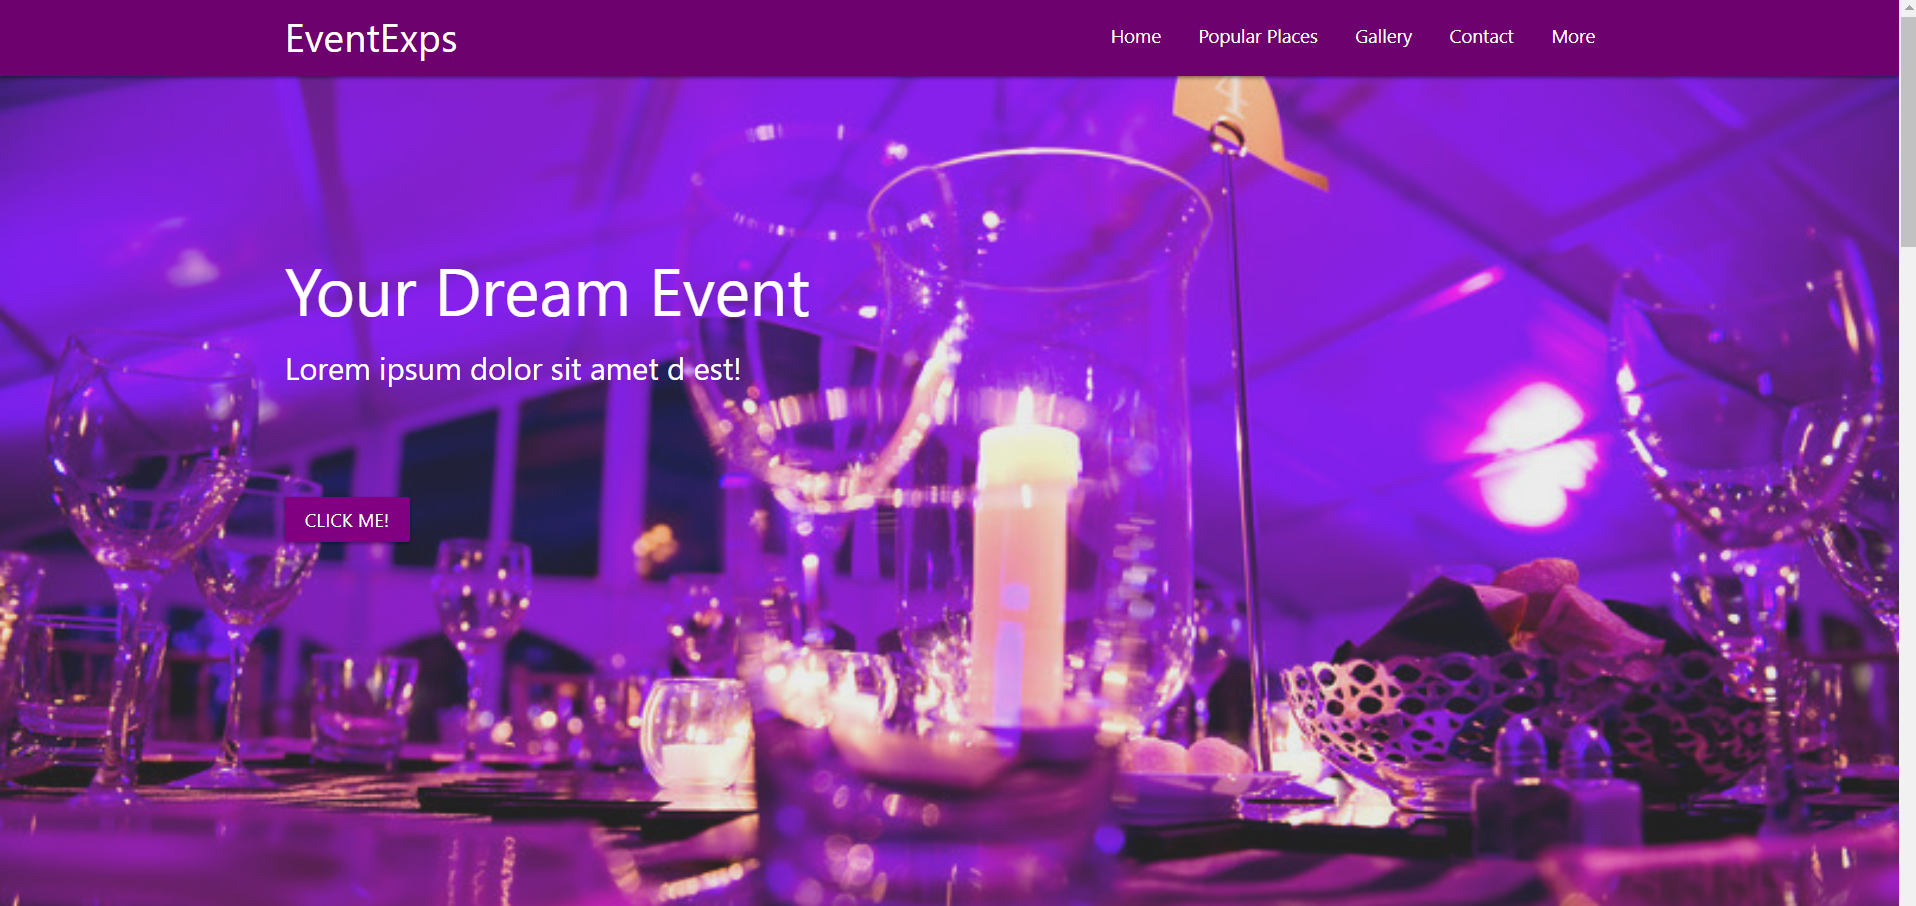 EventExps
Home Popular Places Gallery Contact More
Your Dream Event
Lorem ipsum dolor sit amet d est!
CLICK ME!